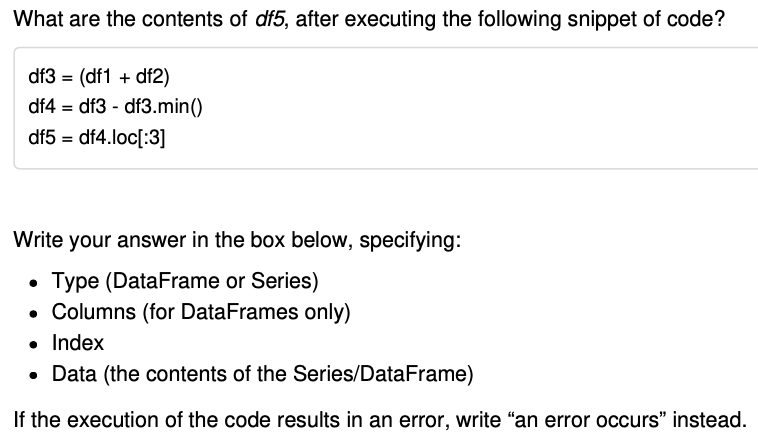 What are the contents of df5, after executing the following snippet of code?
df3 = (df1 + df2)
df4 = df3 - df3.min()
df5 = df4.loc[:3]
Write your answer in the box below, specifying:
• Type (DataFrame or Series)
• Columns (for DataFrames only)
• Index
• Data (the contents of the Series/DataFrame)
If the execution of the code results in an error, write “an error occurs” instead.